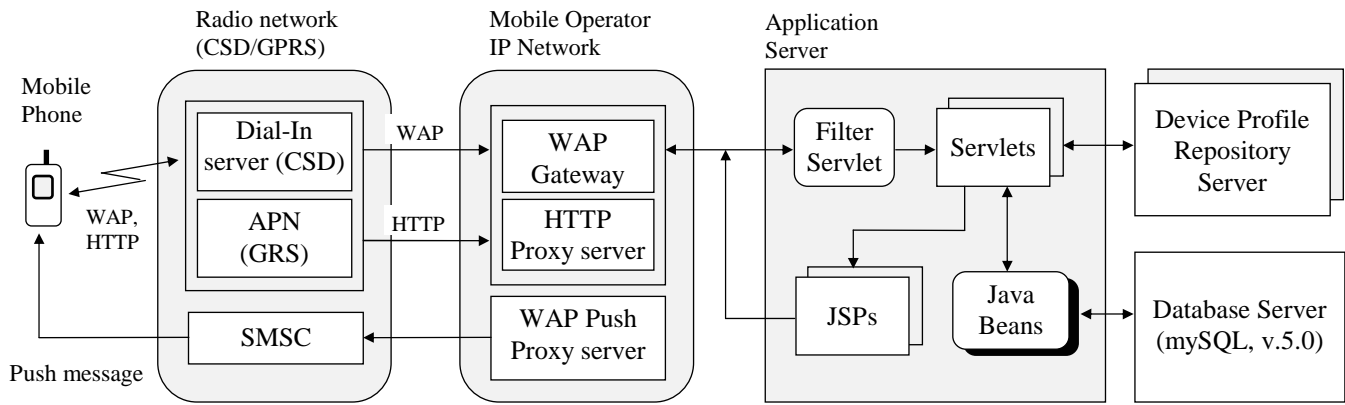 Radio network
(CSD/GPRS)
Mobile Operator
IP Network
Application
Server
Mobile
Phone
Dial-In
server (CSD)
WAP
WAP
Gateway
Filter
Servlet
Servlets
Device Profile
Repository
Server
WAP,
HTTP
APN
(GRS)
HTTP
HTTP
Proxy server
JSPs
Java
Beans
Database Server
(mySQL, v.5.0)
SMSC
WAP Push
Proxy server
Push message